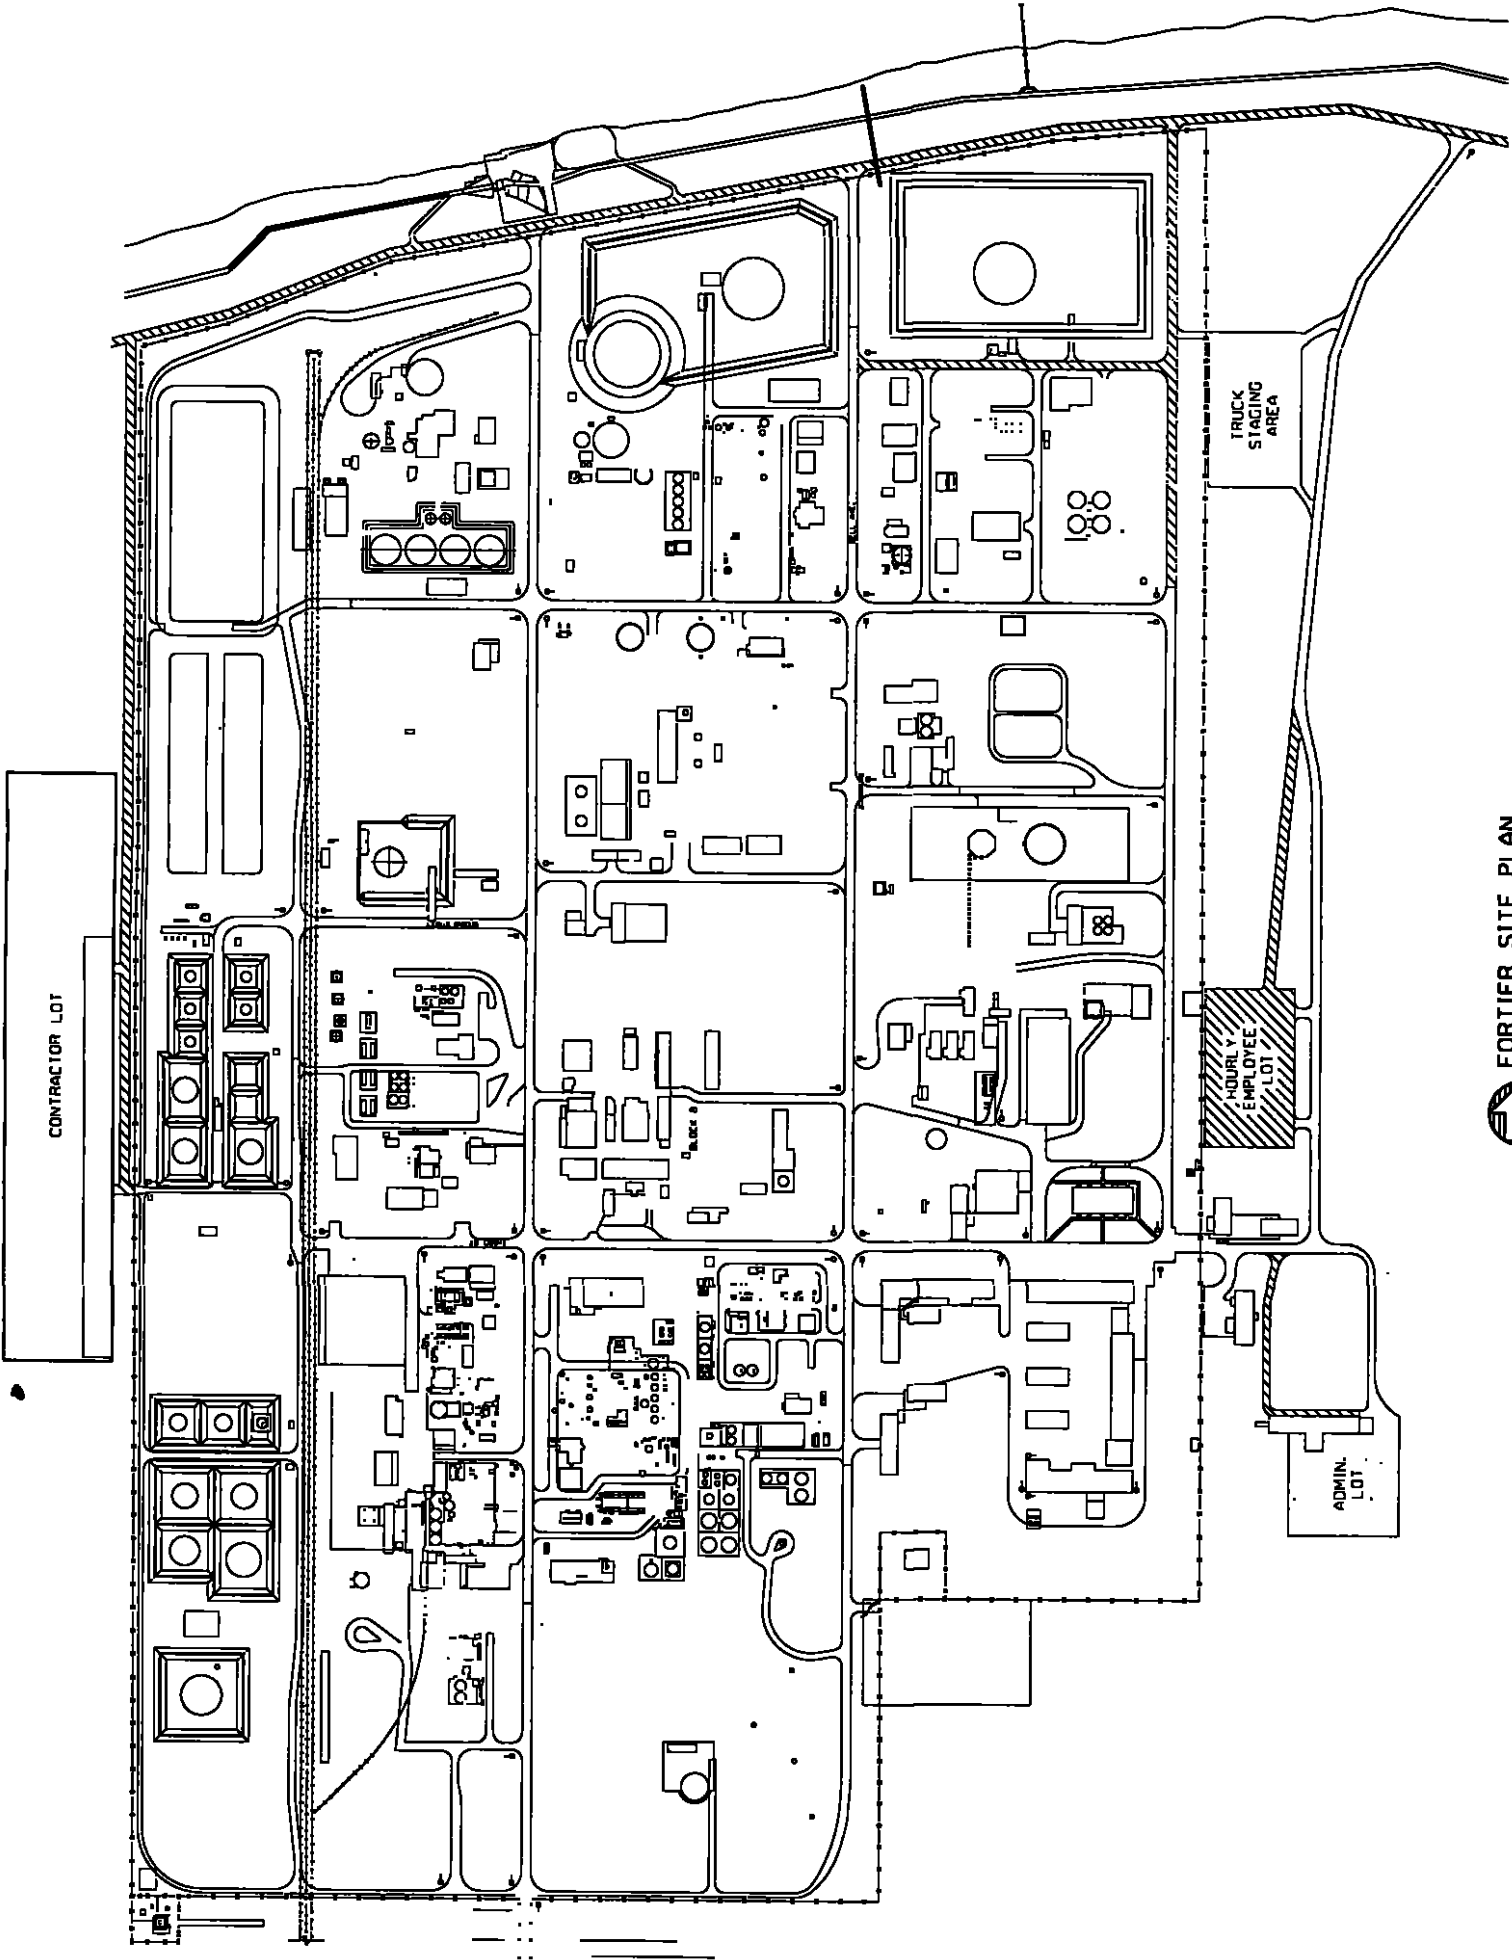 CONTRACTOR LOT
TRUCK
STAGING
AREA
HOURLY
EMPLOYEE
LOT
ADMIN.
LOT
FORTIER SITE PLAN